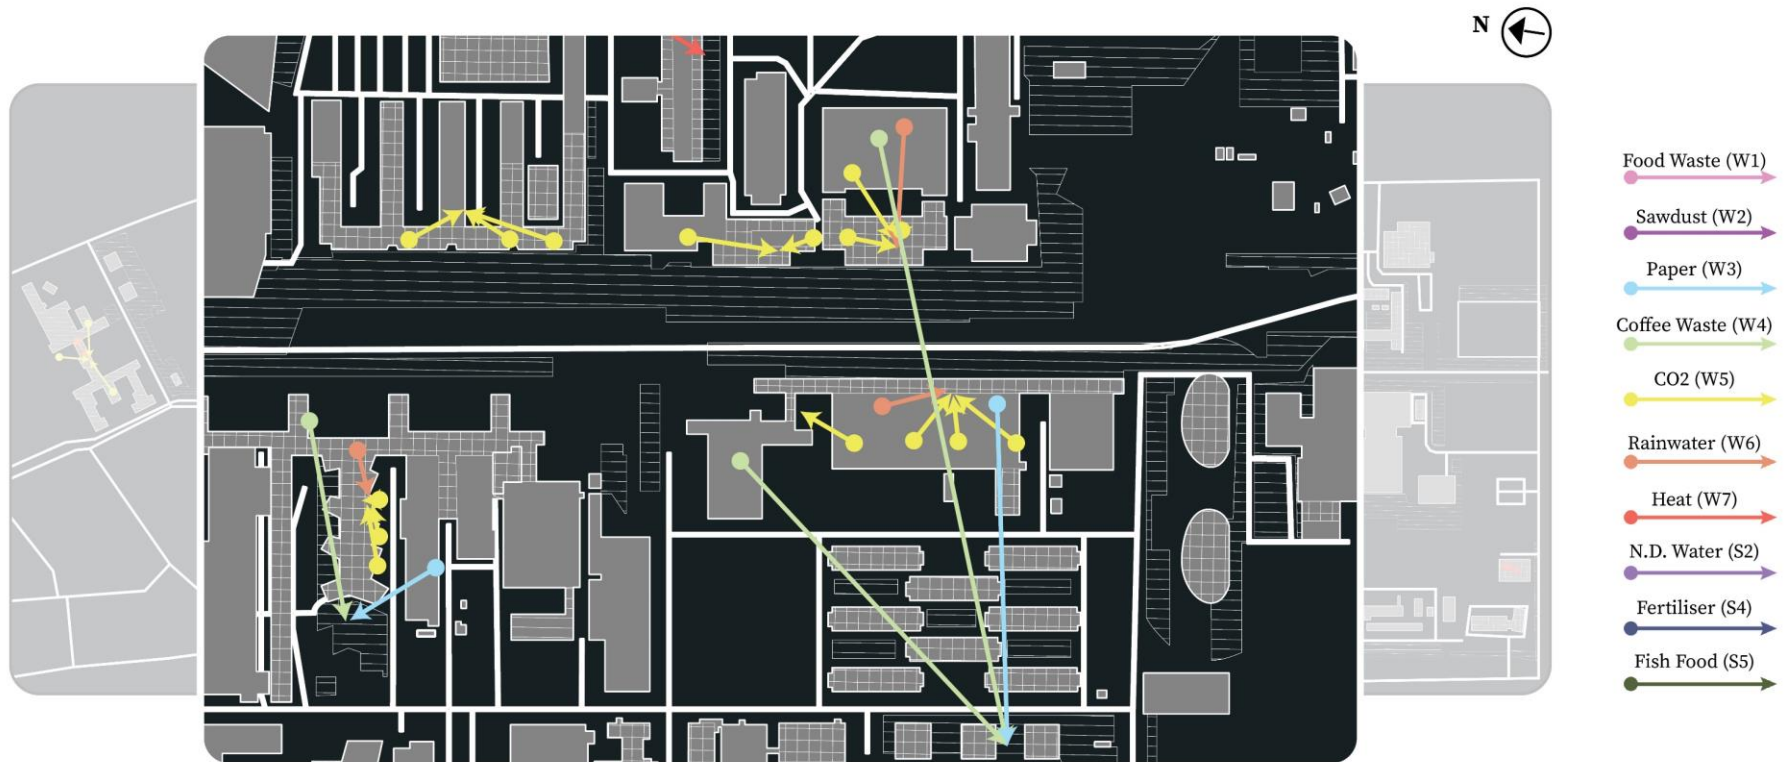 N
Food Waste (W1)
Sawdust (W2)
Paper (W3)
Coffee Waste (W4)
CO2 (W5)
Rainwater (W6)
Heat (W7)
N.D. Water (S2)
Fertiliser (S4)
Fish Food (S5)